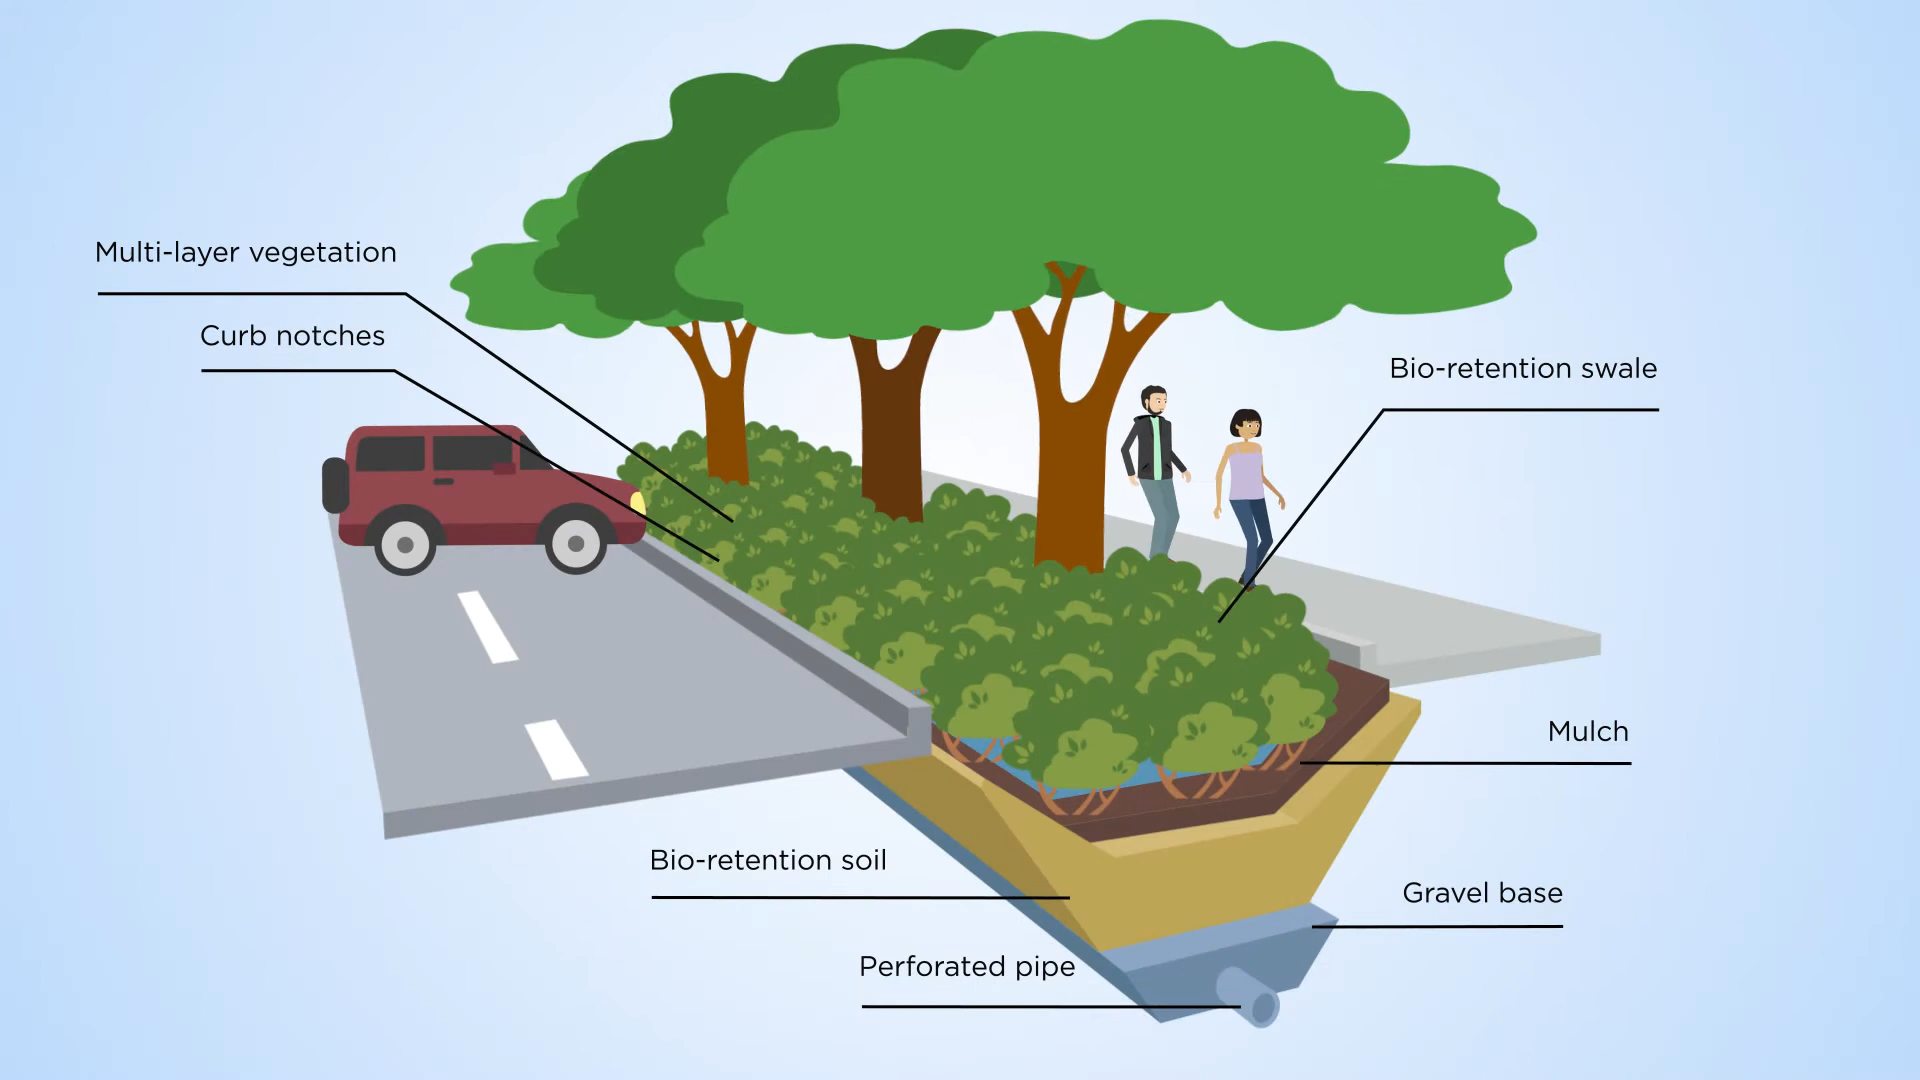 Multi-layer vegetation
Curb notches
Bio-retention swale
Mulch
Bio-retention soil
Gravel base
Perforated pipe